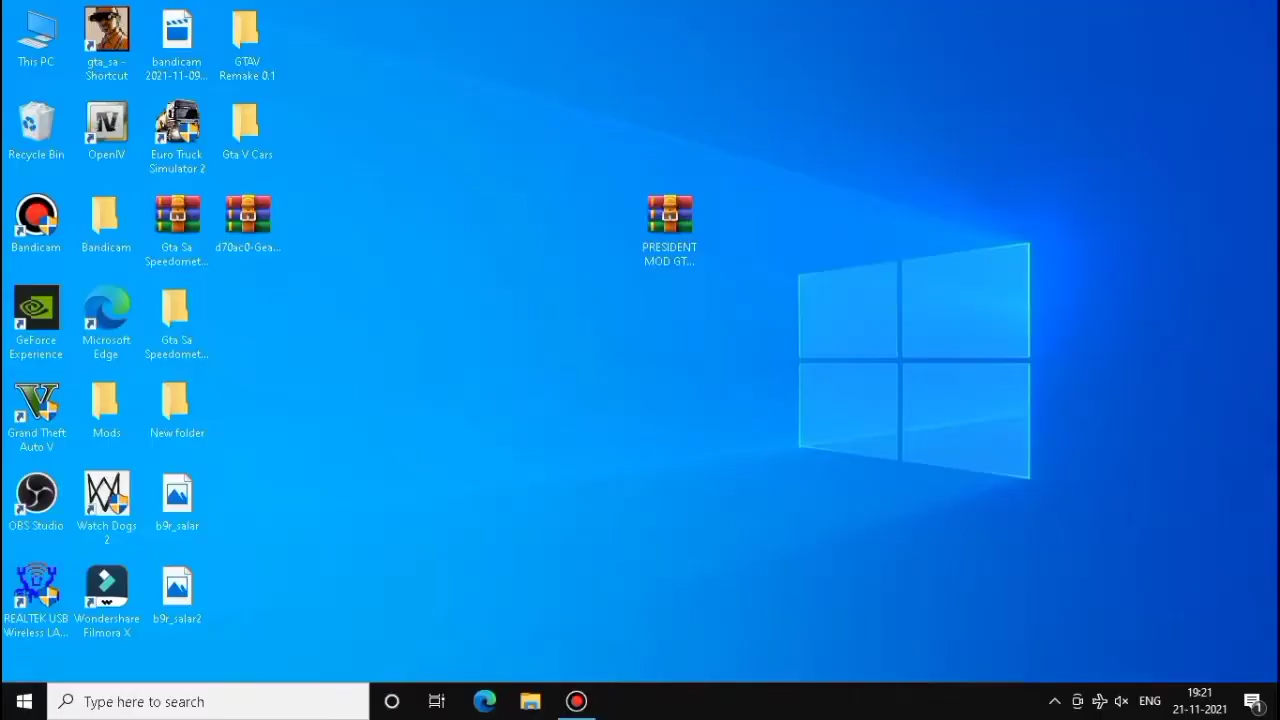 This PC
gta_sa -
Shortcut
bandicam
2021-11-09...
GTAV
Remake 0.1
Recycle Bin
OpenIV
Euro Truck
Simulator 2
Gta V Cars
Bandicam
Bandicam
Gta Sa
Speedomet...
d70ac0-Gea...
PRESIDENT
MOD GT...
GeForce
Experience
Microsoft
Edge
Gta Sa
Speedomet...
Grand Theft
Auto V
Mods
New folder
OBS Studio
Watch Dogs
2
b9r_salar
REALTEK USB
Wireless LA...
Wondershare
Filmora X
b9r_salar2
Type here to search
ENG
19:21
21-11-2021
1